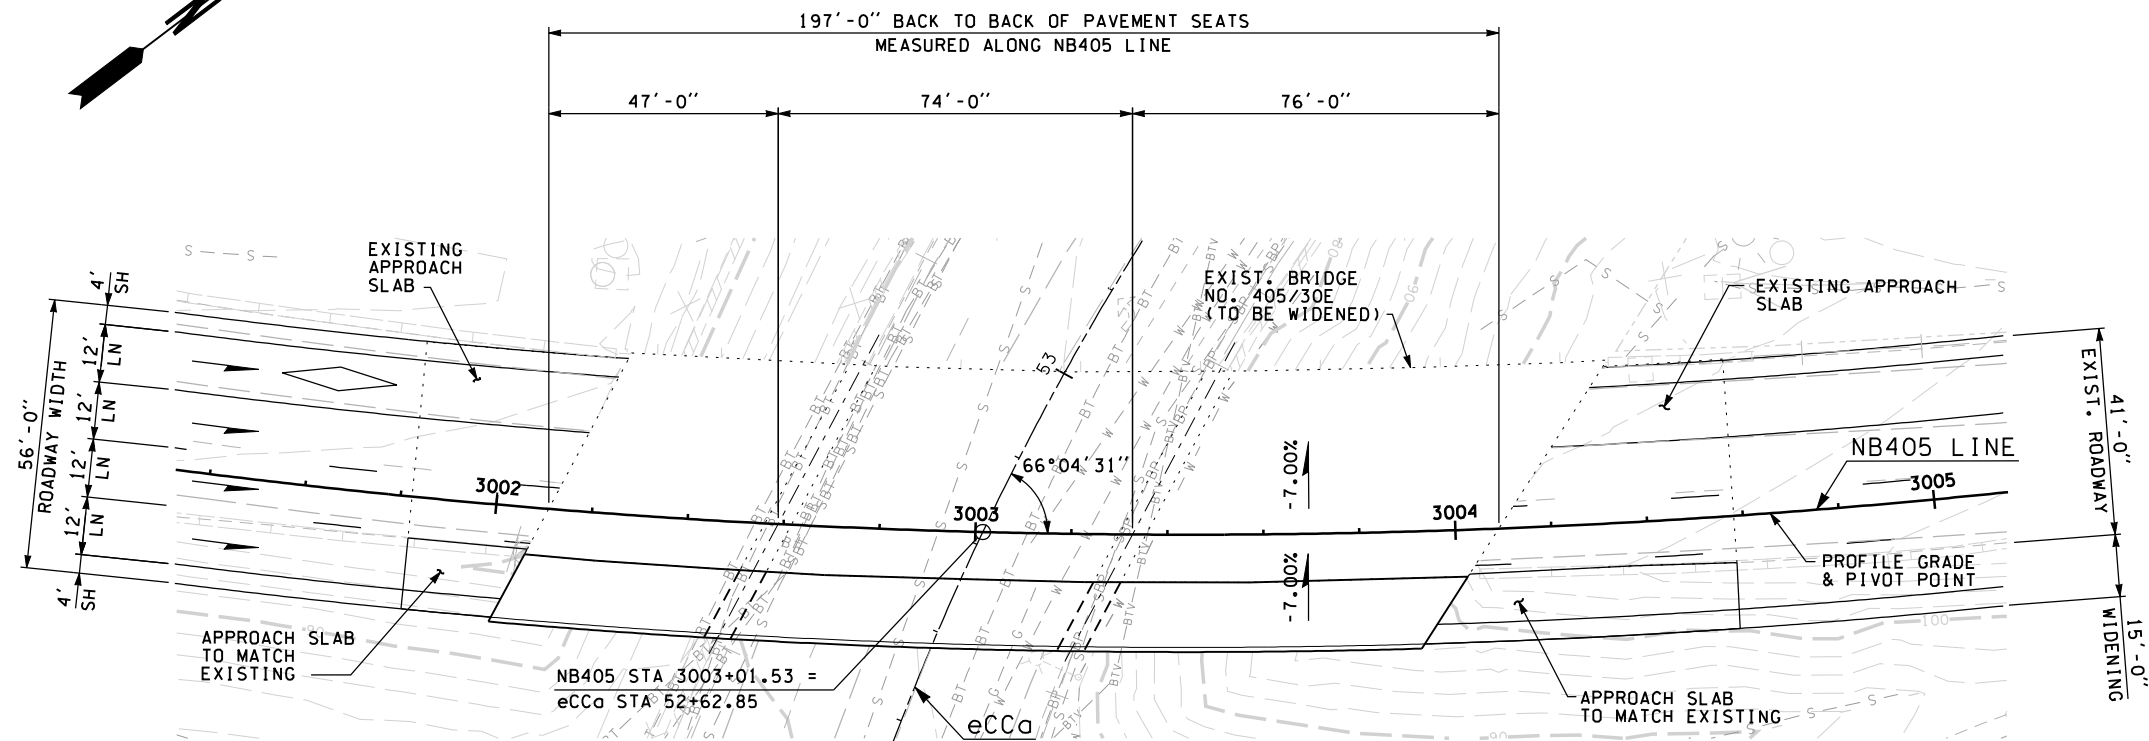 197'-0" BACK TO BACK OF PAVEMENT SEATS
MEASURED ALONG NB405 LINE
47'-0"
74'-0"
76'-0"
EXISTING
APPROACH
SLAB
EXIST. BRIDGE
NO. 405/30E
(TO BE WIDENED)
EXISTING APPROACH
SLAB
4'
SH
12'
LN
12'
LN
12'
LN
12'
LN
4'
SH
56'-0"
ROADWAY WIDTH
53
66°04'31"
-7.00%
-7.00%
NB405 LINE
3002
3003
3004
3005
41'-0"
EXIST. ROADWAY
15'-0"
WIDENING
PROFILE GRADE
& PIVOT POINT
APPROACH SLAB
TO MATCH
EXISTING
NB405 STA 3003+01.53 =
eCCa STA 52+62.85
eCCa
APPROACH SLAB
TO MATCH EXISTING
100
90
90